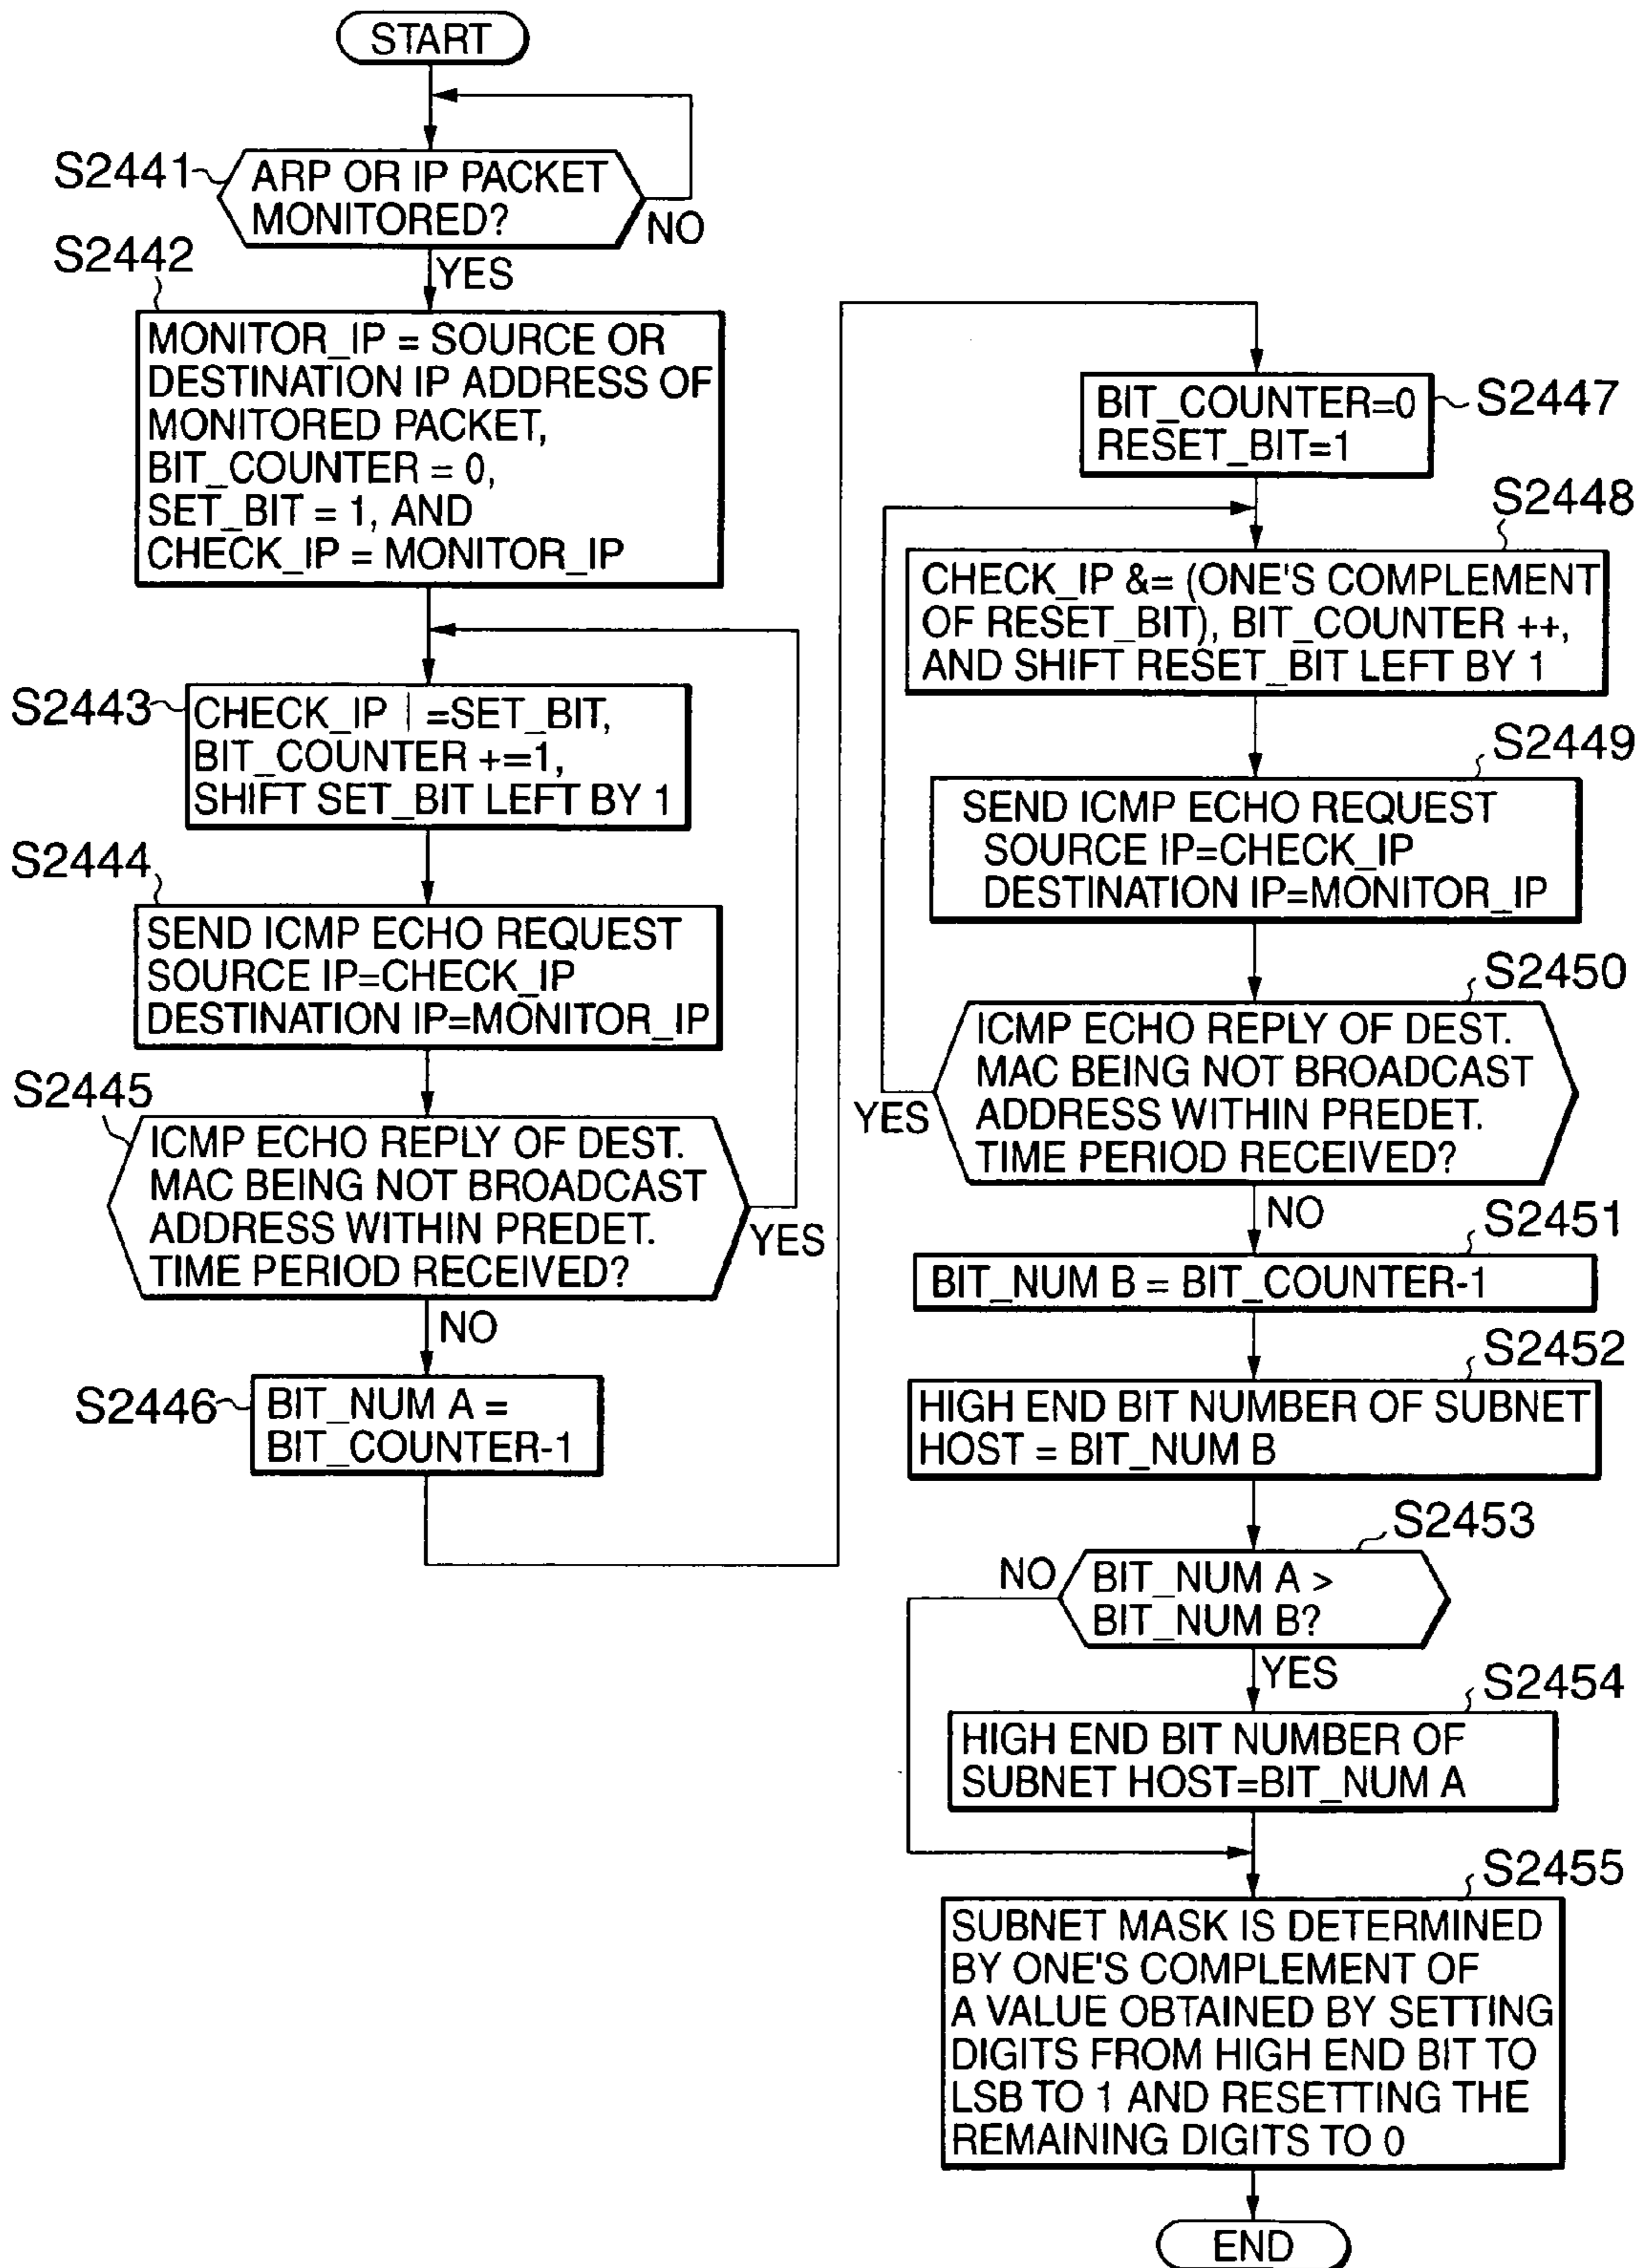 START
S2441
ARP OR IP PACKET
MONITORED?
NO
YES
S2442
MONITOR_IP = SOURCE OR
DESTINATION IP ADDRESS OF
MONITORED PACKET,
BIT_COUNTER = 0,
SET_BIT = 1, AND
CHECK_IP = MONITOR_IP
S2443
CHECK_IP | =SET_BIT,
BIT_COUNTER +=1,
SHIFT SET_BIT LEFT BY 1
S2444
SEND ICMP ECHO REQUEST
SOURCE IP=CHECK_IP
DESTINATION IP=MONITOR_IP
S2445
ICMP ECHO REPLY OF DEST.
MAC BEING NOT BROADCAST
ADDRESS WITHIN PREDET.
TIME PERIOD RECEIVED?
YES
NO
S2446
BIT_NUM A =
BIT_COUNTER-1
BIT_COUNTER=0
RESET_BIT=1
S2447
S2448
CHECK_IP &= (ONE'S COMPLEMENT
OF RESET_BIT), BIT_COUNTER ++,
AND SHIFT RESET_BIT LEFT BY 1
S2449
SEND ICMP ECHO REQUEST
SOURCE IP=CHECK_IP
DESTINATION IP=MONITOR_IP
S2450
ICMP ECHO REPLY OF DEST.
MAC BEING NOT BROADCAST
ADDRESS WITHIN PREDET.
TIME PERIOD RECEIVED?
YES
NO
S2451
BIT_NUM B = BIT_COUNTER-1
S2452
HIGH END BIT NUMBER OF SUBNET
HOST = BIT_NUM B
S2453
NO
BIT_NUM A >
BIT_NUM B?
YES
S2454
HIGH END BIT NUMBER OF
SUBNET HOST=BIT_NUM A
S2455
SUBNET MASK IS DETERMINED
BY ONE'S COMPLEMENT OF
A VALUE OBTAINED BY SETTING
DIGITS FROM HIGH END BIT TO
LSB TO 1 AND RESETTING THE
REMAINING DIGITS TO 0
END